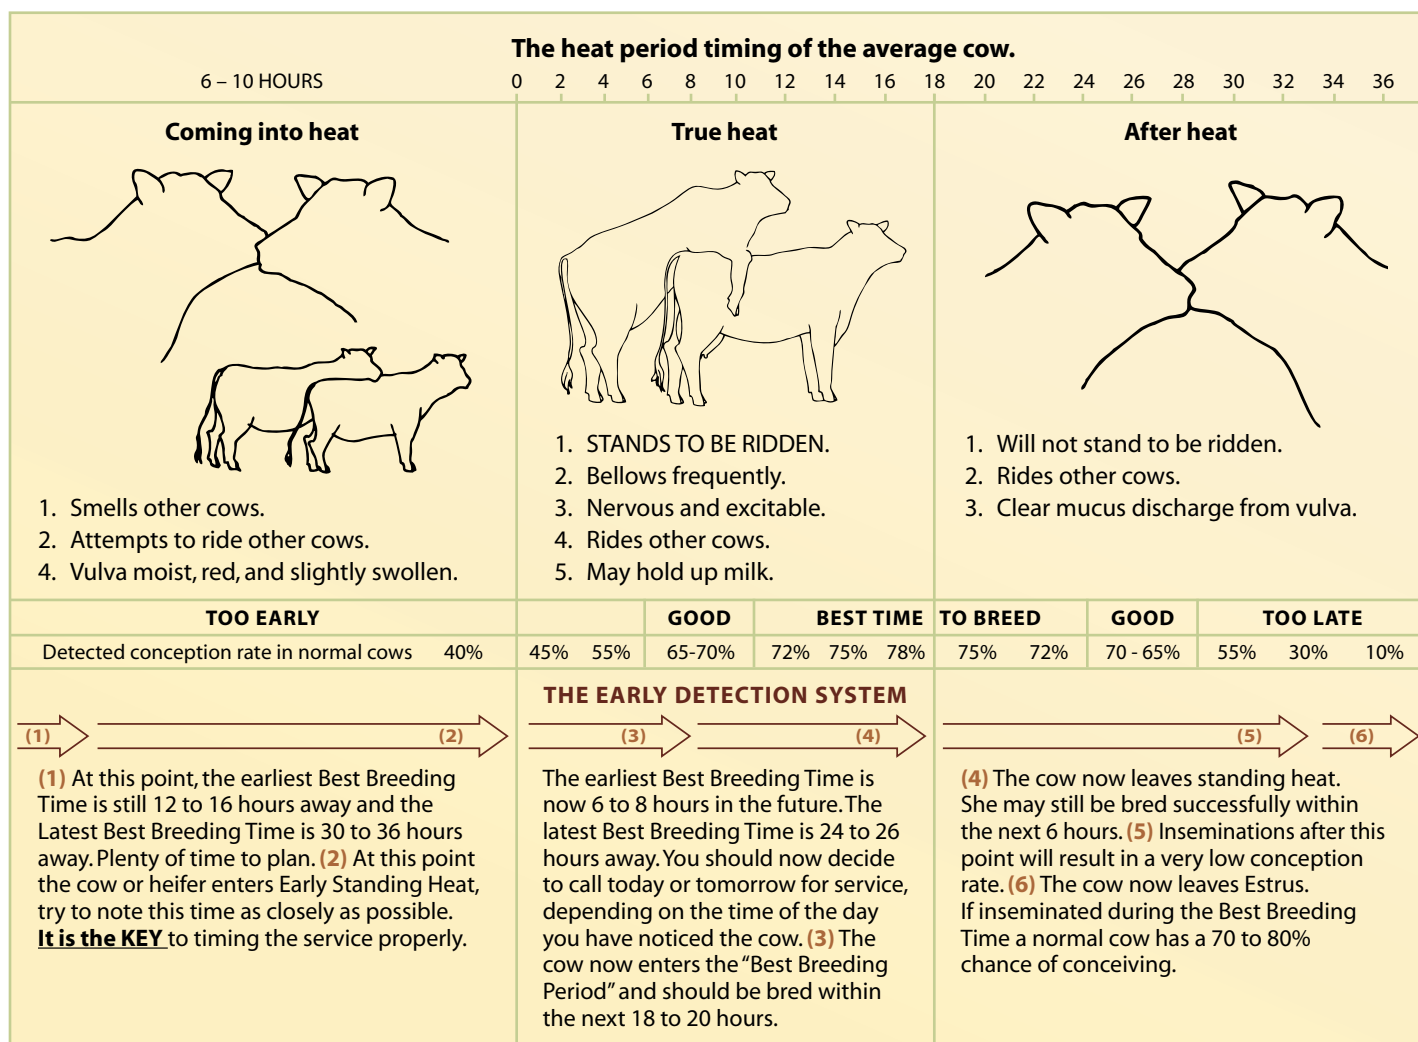 The heat period timing of the average cow.
6 – 10 HOURS
0 2 4 6 8 10 12 14 16 18 20 22 24 26 28 30 32 34 36
Coming into heat
1. Smells other cows.
2. Attempts to ride other cows.
4. Vulva moist, red, and slightly swollen.
True heat
1. STANDS TO BE RIDDEN.
2. Bellows frequently.
3. Nervous and excitable.
4. Rides other cows.
5. May hold up milk.
After heat
1. Will not stand to be ridden.
2. Rides other cows.
3. Clear mucus discharge from vulva.
TOO EARLY GOOD BEST TIME TO BREED GOOD TOO LATE
Detected conception rate in normal cows 40% 45% 55% 65-70% 72% 75% 78% 75% 72% 70 - 65% 55% 30% 10%
THE EARLY DETECTION SYSTEM
(1) (2) (3) (4) (5) (6)
(1) At this point, the earliest Best Breeding
Time is still 12 to 16 hours away and the
Latest Best Breeding Time is 30 to 36 hours
away. Plenty of time to plan. (2) At this point
the cow or heifer enters Early Standing Heat,
try to note this time as closely as possible.
It is the KEY to timing the service properly.
The earliest Best Breeding Time is
now 6 to 8 hours in the future. The
latest Best Breeding Time is 24 to 26
hours away. You should now decide
to call today or tomorrow for service,
depending on the time of the day
you have noticed the cow. (3) The
cow now enters the “Best Breeding
Period” and should be bred within
the next 18 to 20 hours.
(4) The cow now leaves standing heat.
She may still be bred successfully within
the next 6 hours. (5) Inseminations after this
point will result in a very low conception
rate. (6) The cow now leaves Estrus.
If inseminated during the Best Breeding
Time a normal cow has a 70 to 80%
chance of conceiving.